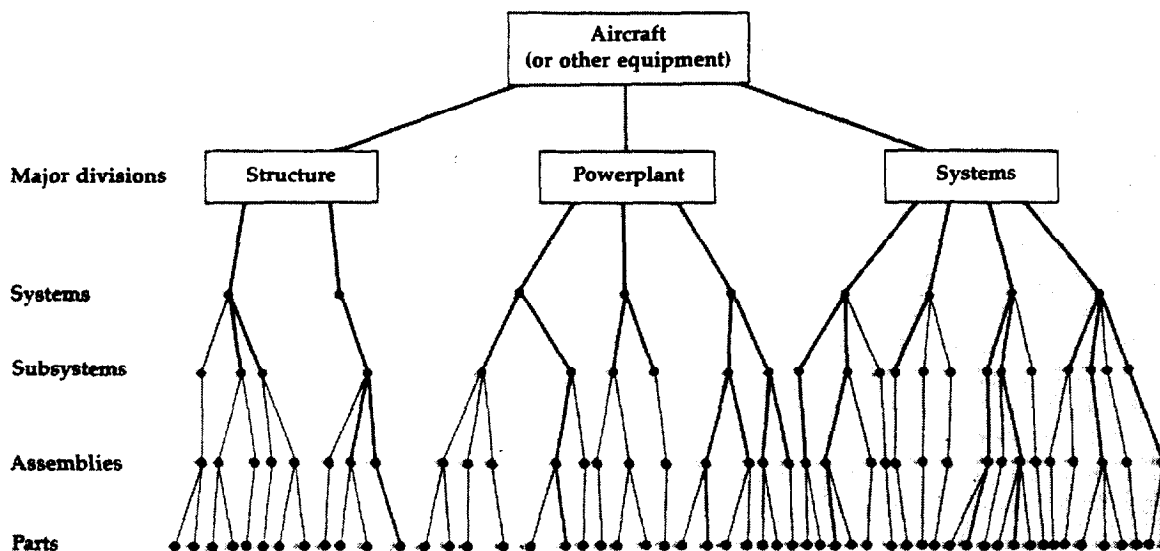 Aircraft
(or other equipment)
Major divisions
Structure
Powerplant
Systems
Systems
Subsystems
Assemblies
Parts